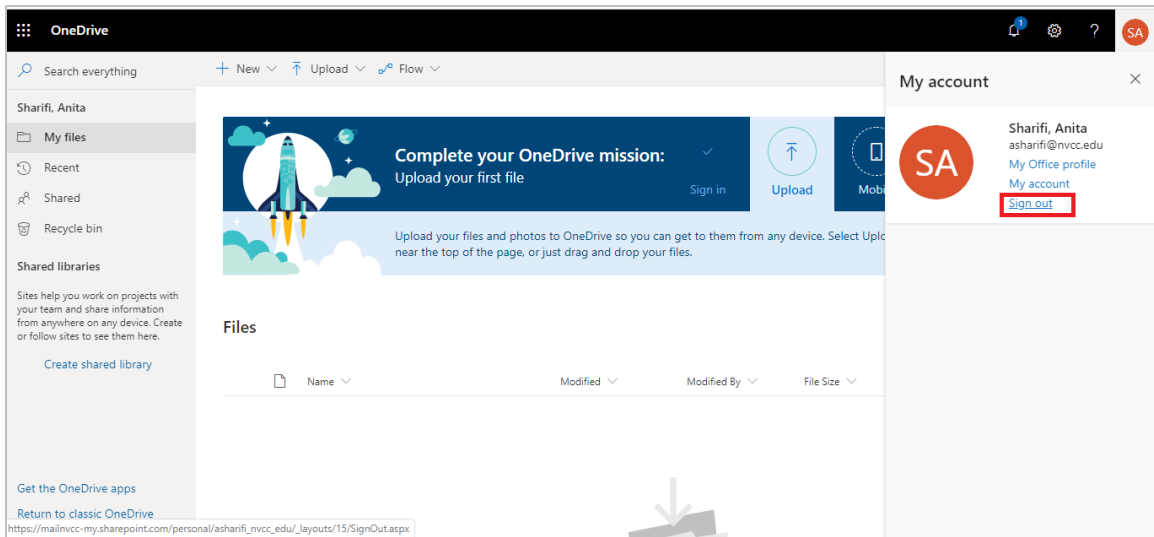 OneDrive
1
?
SA
Search everything
New
Upload
Flow
Sharifi, Anita
My files
Recent
Shared
Recycle bin
Shared libraries
Sites help you work on projects with
your team and share information
from anywhere on any device. Create
or follow sites to see them here.
Create shared library
Get the OneDrive apps
Return to classic OneDrive
https://mailnvcc-my.sharepoint.com/personal/asharifi_nvcc_edu/_layouts/15/SignOut.aspx
Complete your OneDrive mission:
Upload your first file
Sign in
Upload
Mobi
Upload your files and photos to OneDrive so you can get to them from any device. Select Uplo
near the top of the page, or just drag and drop your files.
Files
Name
Modified
Modified By
File Size
My account
SA
Sharifi, Anita
asharifi@nvcc.edu
My Office profile
My account
Sign out